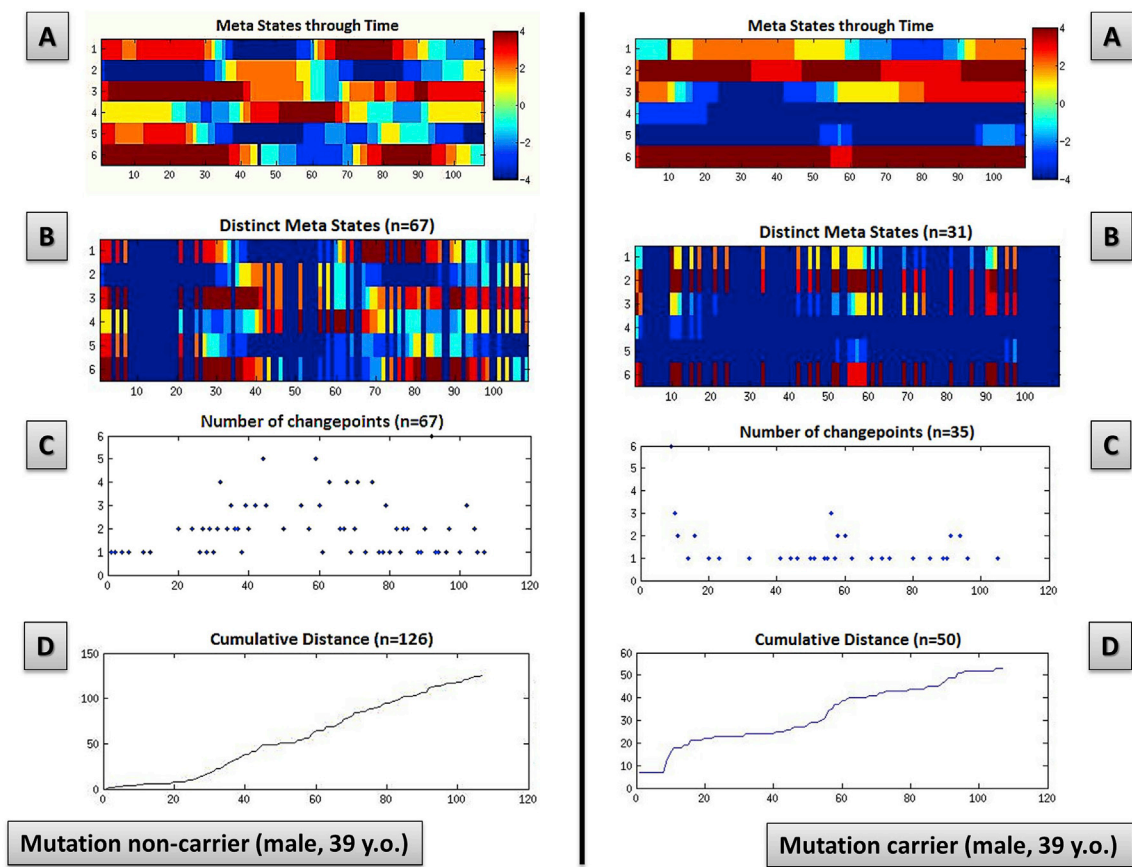 A
Meta States through Time
1
2
3
4
5
6
10 20 30 40 50 60 70 80 90 100
4
2
0
-2
-4
B
Distinct Meta States (n=67)
1
2
3
4
5
6
10 20 30 40 50 60 70 80 90 100
C
Number of changepoints (n=67)
6
5
4
3
2
1
0
0 20 40 60 80 100 120
D
Cumulative Distance (n=126)
150
100
50
0
0 20 40 60 80 100 120
Mutation non-carrier (male, 39 y.o.)
Meta States through Time
A
1
2
3
4
5
6
10 20 30 40 50 60 70 80 90 100
4
2
0
-2
-4
Distinct Meta States (n=31)
B
1
2
3
4
5
6
10 20 30 40 50 60 70 80 90 100
Number of changepoints (n=35)
C
6
5
4
3
2
1
0
0 20 40 60 80 100 120
Cumulative Distance (n=50)
D
60
50
40
30
20
10
0
0 20 40 60 80 100 120
Mutation carrier (male, 39 y.o.)